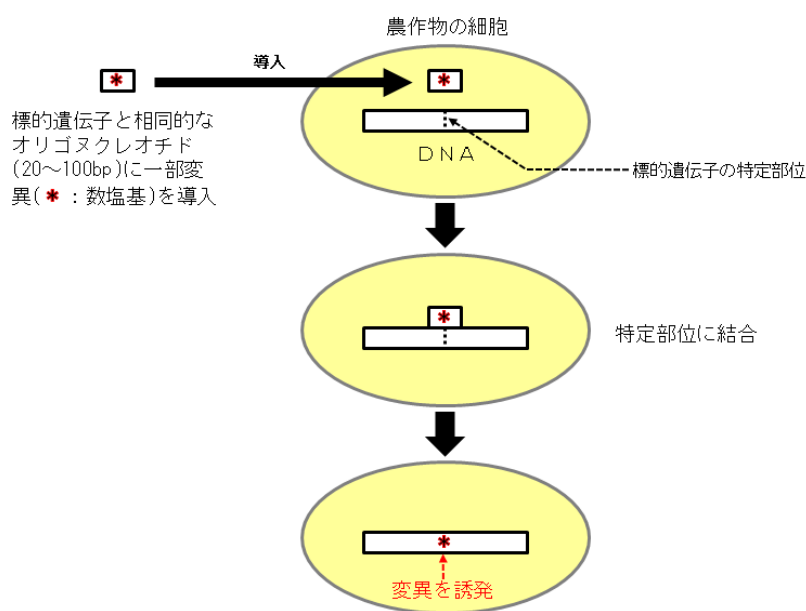 農作物の細胞
導入
標的遺伝子と相同的な
オリゴヌクレオチド
(20~100bp)に一部変
異(* :数塩基)を導入
DNA
標的遺伝子の特定部位
特定部位に結合
変異を誘発